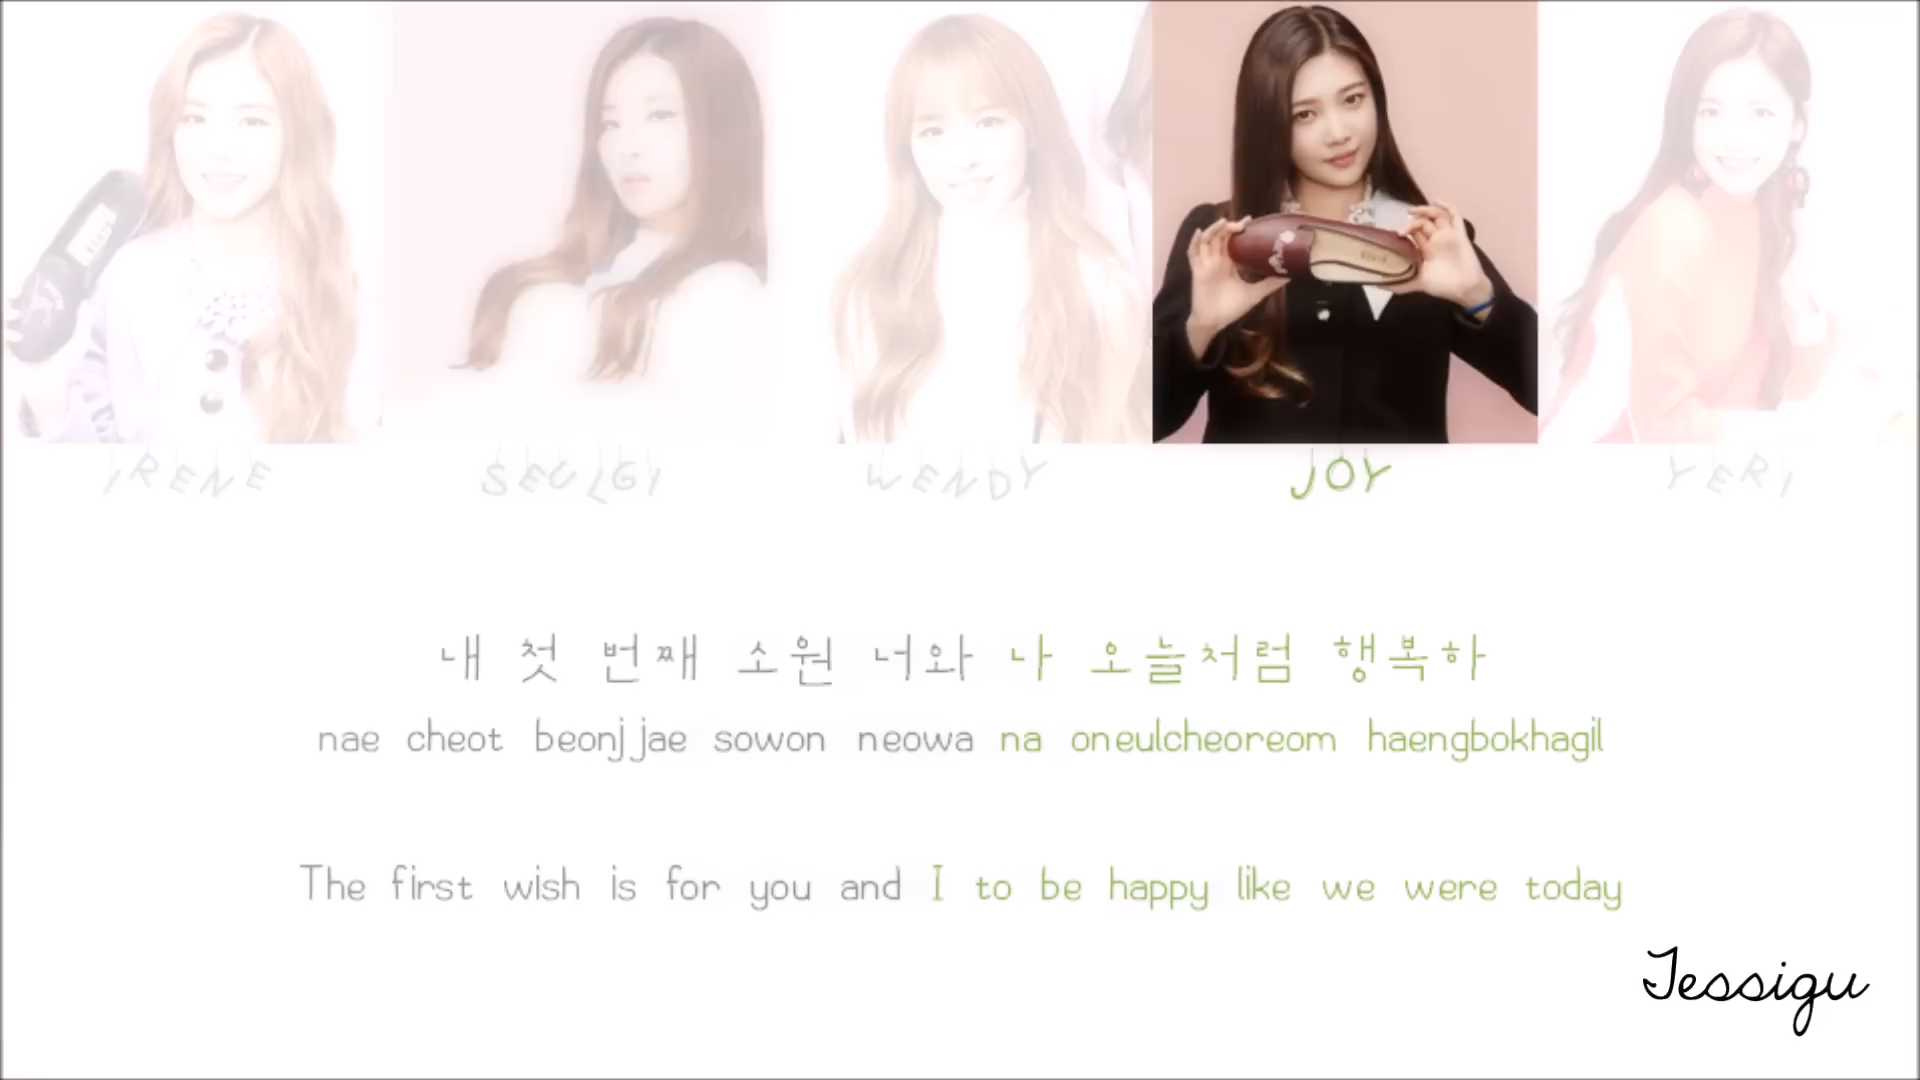 IRENE SEULGI WENDY JOY YERI
내 첫 번째 소원 너와 나 오늘처럼 행복하
nae cheot beonjjae sowon neowa na oneulcheoreom haengbokhagil
The first wish is for you and I to be happy like we were today
Tessigu